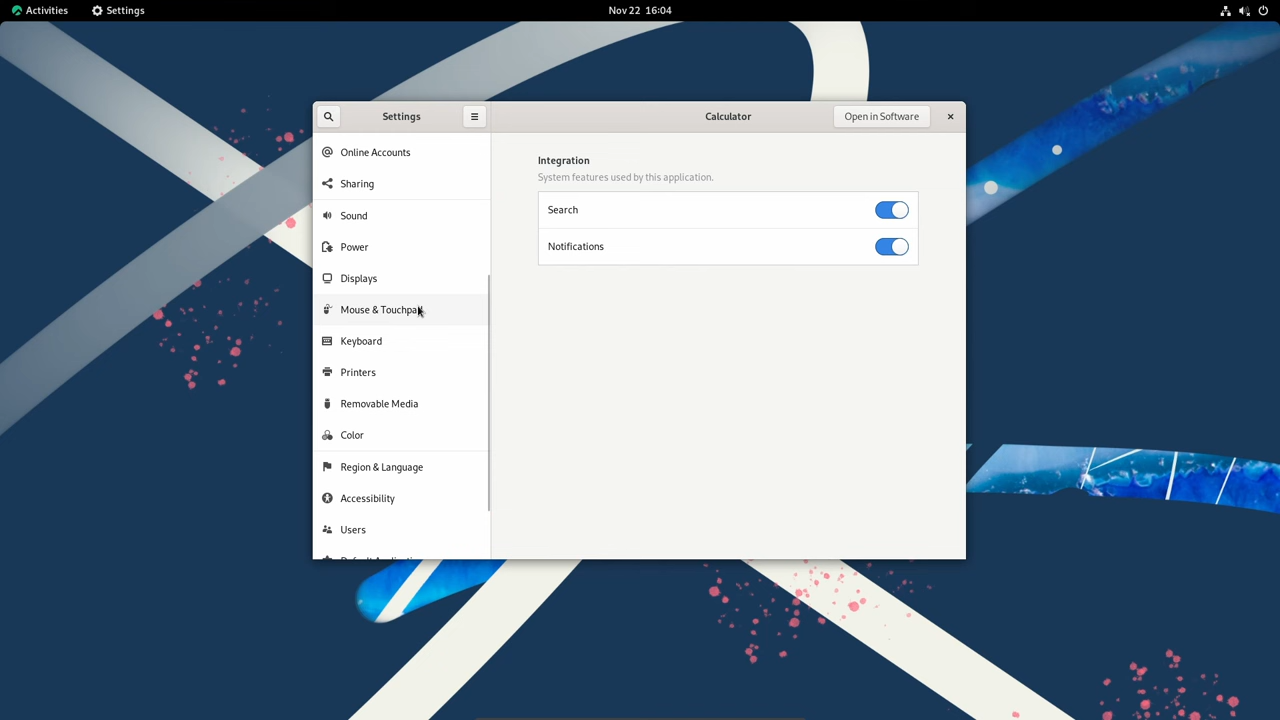 Activities
Settings
Nov 22 16:04
Settings
Calculator
Open in Software
Online Accounts
Sharing
Sound
Power
Displays
Mouse & Touchpad
Keyboard
Printers
Removable Media
Color
Region & Language
Accessibility
Users
Integration
System features used by this application.
Search
Notifications